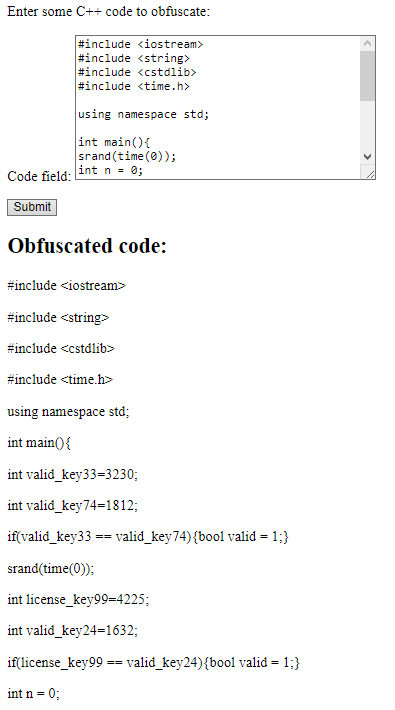 Enter some C++ code to obfuscate:
#include <iostream>
#include <string>
#include <cstdlib>
#include <time.h>
using namespace std;
int main(){
srand(time(0));
Code field: int n = 0;
Submit
Obfuscated code:
#include <iostream>
#include <string>
#include <cstdlib>
#include <time.h>
using namespace std;
int main(){
int valid_key33=3230;
int valid_key74=1812;
if(valid_key33 == valid_key74){bool valid = 1;}
srand(time(0));
int license_key99=4225;
int valid_key24=1632;
if(license_key99 == valid_key24){bool valid = 1;}
int n = 0;